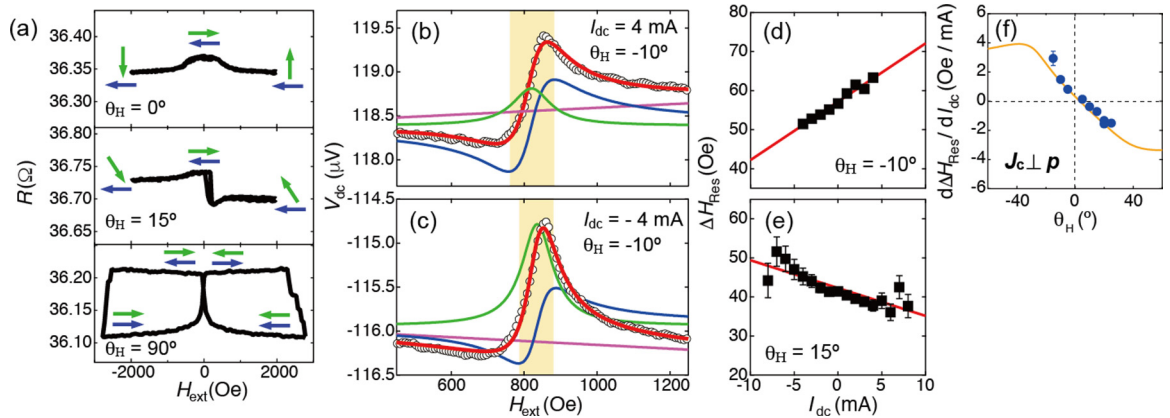 (a)
36.40
36.35
36.30
θH = 0º
36.80
36.75
36.70
36.65
θH = 15º
36.20
36.15
36.10
θH = 90º
R(Ω)
-2000 0 2000
Hext(Oe)
(b)
Idc = 4 mA
θH = -10º
119.5
119.0
118.5
118.0
(c)
Idc = - 4 mA
θH = -10º
-115.0
-115.5
-116.0
-116.5
Vdc (μV)
600 800 1000 1200
Hext(Oe)
(d)
80
70
60
50
40
θH = -10º
(e)
60
50
40
30
20
θH = 15º
ΔHRes (Oe)
-10 -5 0 5 10
Idc (mA)
(f)
6
4
2
0
-2
-4
-6
Jc⊥ p
dΔHRes/ dIdc (Oe / mA)
-40 0 40
θH (º)